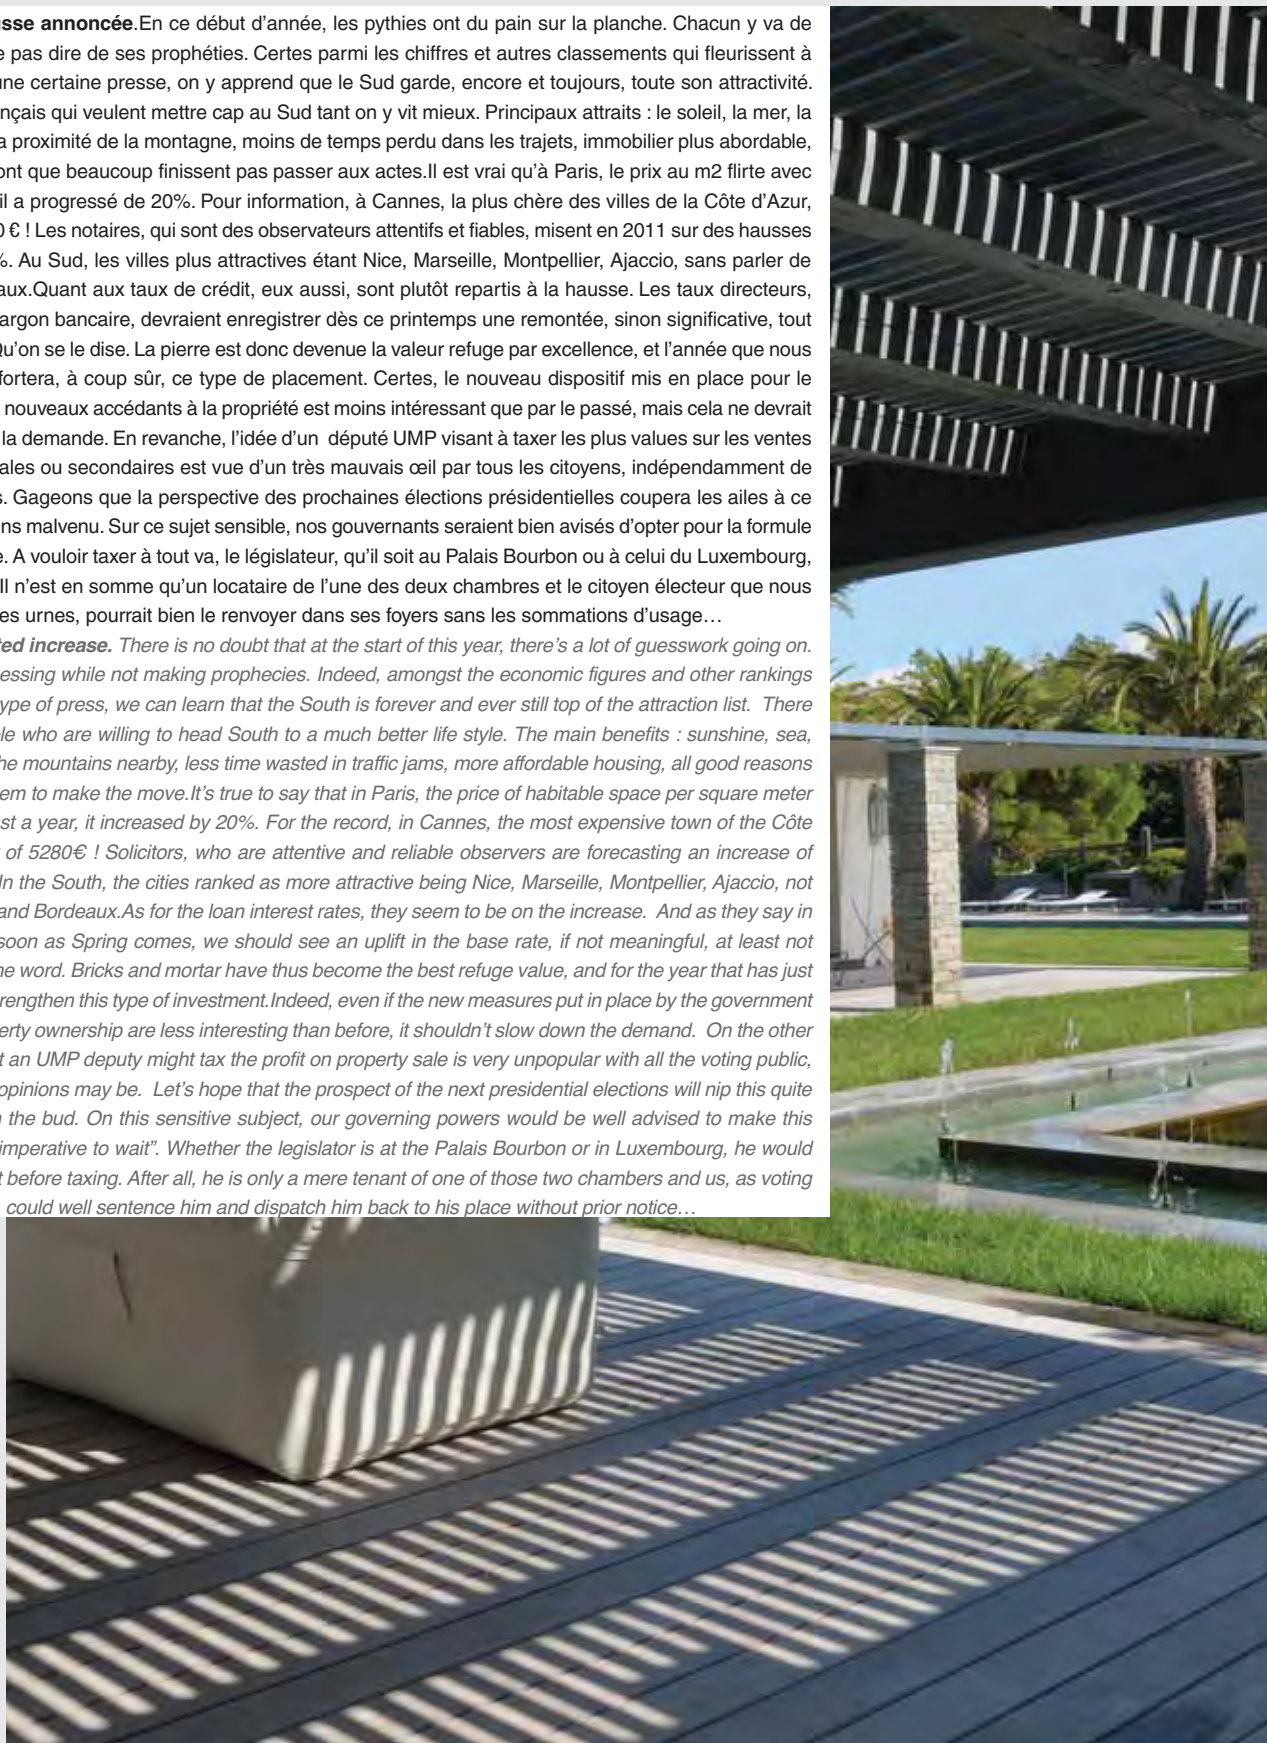 sse annoncée.En ce début d’année, les pythies ont du pain sur la planche. Chacun y va de
pas dire de ses prophéties. Certes parmi les chiffres et autres classements qui fleurissent à
une certaine presse, on y apprend que le Sud garde, encore et toujours, toute son attractivité.
nçais qui veulent mettre cap au Sud tant on y vit mieux. Principaux attraits : le soleil, la mer, la
a proximité de la montagne, moins de temps perdu dans les trajets, immobilier plus abordable,
ont que beaucoup finissent pas passer aux actes.Il est vrai qu’à Paris, le prix au m2 flirte avec
il a progressé de 20%. Pour information, à Cannes, la plus chère des villes de la Côte d’Azur,
0 € ! Les notaires, qui sont des observateurs attentifs et fiables, misent en 2011 sur des hausses
%. Au Sud, les villes plus attractives étant Nice, Marseille, Montpellier, Ajaccio, sans parler de
aux.Quant aux taux de crédit, eux aussi, sont plutôt repartis à la hausse. Les taux directeurs,
argon bancaire, devraient enregistrer dès ce printemps une remontée, sinon significative, tout
Qu’on se le dise. La pierre est donc devenue la valeur refuge par excellence, et l’année que nous
fortera, à coup sûr, ce type de placement. Certes, le nouveau dispositif mis en place pour le
nouveaux accédants à la propriété est moins intéressant que par le passé, mais cela ne devrait
la demande. En revanche, l’idée d’un député UMP visant à taxer les plus values sur les ventes
ales ou secondaires est vue d’un très mauvais œil par tous les citoyens, indépendamment de
s. Gageons que la perspective des prochaines élections présidentielles coupera les ailes à ce
ns malvenu. Sur ce sujet sensible, nos gouvernants seraient bien avisés d’opter pour la formule
e. A vouloir taxer à tout va, le législateur, qu’il soit au Palais Bourbon ou à celui du Luxembourg,
Il n’est en somme qu’un locataire de l’une des deux chambres et le citoyen électeur que nous
es urnes, pourrait bien le renvoyer dans ses foyers sans les sommations d’usage…
ted increase. There is no doubt that at the start of this year, there’s a lot of guesswork going on.
essing while not making prophecies. Indeed, amongst the economic figures and other rankings
ype of press, we can learn that the South is forever and ever still top of the attraction list. There
le who are willing to head South to a much better life style. The main benefits : sunshine, sea,
he mountains nearby, less time wasted in traffic jams, more affordable housing, all good reasons
em to make the move.It’s true to say that in Paris, the price of habitable space per square meter
st a year, it increased by 20%. For the record, in Cannes, the most expensive town of the Côte
of 5280€ ! Solicitors, who are attentive and reliable observers are forecasting an increase of
In the South, the cities ranked as more attractive being Nice, Marseille, Montpellier, Ajaccio, not
and Bordeaux.As for the loan interest rates, they seem to be on the increase. And as they say in
soon as Spring comes, we should see an uplift in the base rate, if not meaningful, at least not
he word. Bricks and mortar have thus become the best refuge value, and for the year that has just
trengthen this type of investment.Indeed, even if the new measures put in place by the government
erty ownership are less interesting than before, it shouldn’t slow down the demand. On the other
t an UMP deputy might tax the profit on property sale is very unpopular with all the voting public,
opinions may be. Let’s hope that the prospect of the next presidential elections will nip this quite
n the bud. On this sensitive subject, our governing powers would be well advised to make this
imperative to wait”. Whether the legislator is at the Palais Bourbon or in Luxembourg, he would
t before taxing. After all, he is only a mere tenant of one of those two chambers and us, as voting
could well sentence him and dispatch him back to his place without prior notice…